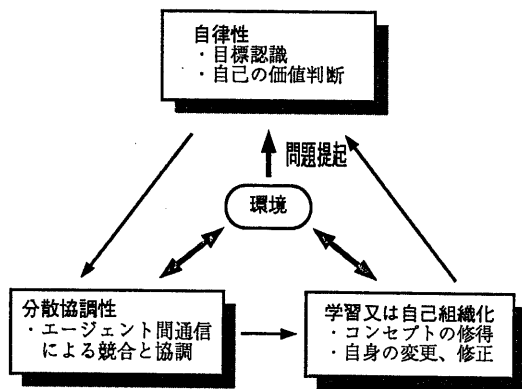 自律性
・目標認識
・自己の価値判断
問題提起
環境
分散協調性
・エージェント間通信
による競合と協調
学習又は自己組織化
・コンセプトの修得
・自身の変更、修正